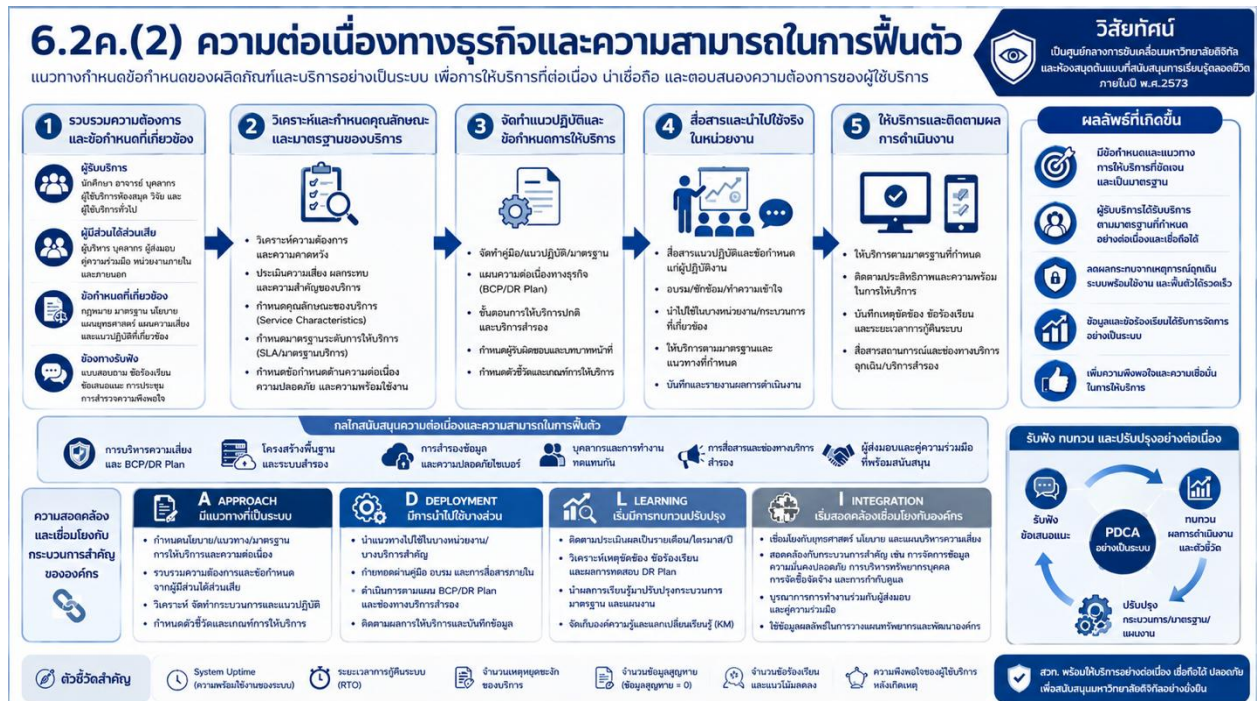 6.2ค.(2) ความต่อเนื่องทางธุรกิจและความสามารถในการฟื้นตัว
แนวทางกำหนดข้อกำหนดของผลิตภัณฑ์และบริการอย่างเป็นระบบ เพื่อการให้บริการที่ต่อเนื่อง น่าเชื่อถือ และตอบสนองความต้องการของผู้ใช้บริการ
วิสัยทัศน์
เป็นศูนย์กลางการขับเคลื่อนมหาวิทยาลัยดิจิทัล
และห้องสมุดต้นแบบที่สนับสนุนการเรียนรู้ตลอดชีวิต
ภายในปี พ.ศ.2573
1 รวบรวมความต้องการ
และข้อกำหนดที่เกี่ยวข้อง
ผู้รับบริการ
นักศึกษา อาจารย์ บุคลากร
ผู้ใช้บริการห้องสมุด วิจัย และ
ผู้ใช้บริการทั่วไป
ผู้มีส่วนได้ส่วนเสีย
ผู้บริหาร บุคลากร ผู้ส่งมอบ
คู่ความร่วมมือ หน่วยงานภายใน
และภายนอก
ข้อกำหนดที่เกี่ยวข้อง
กฎหมาย มาตรฐาน นโยบาย
แผนยุทธศาสตร์ แผนความเสี่ยง
และแนวปฏิบัติที่เกี่ยวข้อง
ช่องทางรับฟัง
แบบสอบถาม ข้อร้องเรียน
ข้อเสนอแนะ การประชุม
การสำรวจความพึงพอใจ
2 วิเคราะห์และกำหนดคุณลักษณะ
และมาตรฐานของบริการ
• วิเคราะห์ความต้องการ
และความคาดหวัง
• ประเมินความเสี่ยง ผลกระทบ
และความสำคัญของบริการ
• กำหนดคุณลักษณะของบริการ
(Service Characteristics)
• กำหนดมาตรฐานระดับการให้บริการ
(SLA/มาตรฐานบริการ)
• กำหนดข้อกำหนดด้านความต่อเนื่อง
ความปลอดภัย และความพร้อมใช้งาน
3 จัดทำแนวปฏิบัติและ
ข้อกำหนดการให้บริการ
• จัดทำคู่มือ/แนวปฏิบัติ/มาตรฐาน
• แผนความต่อเนื่องทางธุรกิจ
(BCP/DR Plan)
• ขั้นตอนการให้บริการปกติ
และบริการสำรอง
• กำหนดผู้รับผิดชอบและบทบาทหน้าที่
• กำหนดตัวชี้วัดและเกณฑ์การให้บริการ
4 สื่อสารและนำไปใช้จริง
ในหน่วยงาน
• สื่อสารแนวปฏิบัติและข้อกำหนด
แก่ผู้ปฏิบัติงาน
• อบรม/ซักซ้อม/ทำความเข้าใจ
• นำไปใช้ในบางหน่วยงาน/กระบวนการ
ที่เกี่ยวข้อง
• ให้บริการตามมาตรฐานและ
แนวทางที่กำหนด
• บันทึกและรายงานผลการดำเนินงาน
5 ให้บริการและติดตามผล
การดำเนินงาน
• ให้บริการตามมาตรฐานที่กำหนด
• ติดตามประสิทธิภาพและความพร้อม
ในการให้บริการ
• บันทึกเหตุขัดข้อง ข้อร้องเรียน
และระยะเวลาการกู้คืนระบบ
• สื่อสารสถานการณ์และช่องทางบริการ
ฉุกเฉิน/บริการสำรอง
ผลลัพธ์ที่เกิดขึ้น
มีข้อกำหนดและแนวทาง
การให้บริการที่ชัดเจน
และเป็นมาตรฐาน
ผู้รับบริการได้รับบริการ
ตามมาตรฐานที่กำหนด
อย่างต่อเนื่องและเชื่อถือได้
ลดผลกระทบจากเหตุการณ์ฉุกเฉิน
ระบบพร้อมใช้งาน และฟื้นตัวได้รวดเร็ว
ข้อมูลและข้อร้องเรียนได้รับการจัดการ
อย่างเป็นระบบ
เพิ่มความพึงพอใจและความเชื่อมั่น
ในการให้บริการ
กลไกสนับสนุนความต่อเนื่องและความสามารถในการฟื้นตัว
การบริหารความเสี่ยง
และ BCP/DR Plan
โครงสร้างพื้นฐาน
และระบบสำรอง
การสำรองข้อมูล
และความปลอดภัยไซเบอร์
บุคลากรและการทำงาน
ทดแทนกัน
การสื่อสารและช่องทางบริการ
สำรอง
ผู้ส่งมอบและคู่ความร่วมมือ
ที่พร้อมสนับสนุน
ความสอดคล้อง
และเชื่อมโยงกับ
กระบวนการสำคัญ
ขององค์กร
A APPROACH
มีแนวทางที่เป็นระบบ
• กำหนดนโยบาย/แนวทาง/มาตรฐาน
การให้บริการและความต่อเนื่อง
• รวบรวมความต้องการและข้อกำหนด
จากผู้มีส่วนได้ส่วนเสีย
• วิเคราะห์ จัดทำกระบวนการและแนวปฏิบัติ
• กำหนดตัวชี้วัดและเกณฑ์การให้บริการ
D DEPLOYMENT
มีการนำไปใช้บางส่วน
• นำแนวทางไปใช้ในบางหน่วยงาน/
บางบริการสำคัญ
• ถ่ายทอดผ่านคู่มือ อบรม และการสื่อสารภายใน
• ดำเนินการตามแผน BCP/DR Plan
และช่องทางบริการสำรอง
• ติดตามผลการให้บริการและบันทึกข้อมูล
L LEARNING
เริ่มมีการทบทวนปรับปรุง
• ติดตามประเมินผลเป็นรายเดือน/ไตรมาส/ปี
• วิเคราะห์เหตุขัดข้อง ข้อร้องเรียน
และผลการทดสอบ DR Plan
• นำผลการเรียนรู้มาปรับปรุงกระบวนการ
มาตรฐาน และแผนงาน
• จัดเก็บองค์ความรู้และแลกเปลี่ยนเรียนรู้ (KM)
I INTEGRATION
เริ่มสอดคล้องเชื่อมโยงกับองค์กร
• เชื่อมโยงกับยุทธศาสตร์ นโยบาย และแผนบริหารความเสี่ยง
• สอดคล้องกับกระบวนการสำคัญ เช่น การจัดการข้อมูล
ความมั่นคงปลอดภัย การบริหารทรัพยากรบุคคล
การจัดซื้อจัดจ้าง และการกำกับดูแล
• บูรณาการการทำงานร่วมกับผู้ส่งมอบ
และคู่ความร่วมมือ
• ใช้ข้อมูลผลลัพธ์ในการวางแผนทรัพยากรและพัฒนาองค์กร
รับฟัง ทบทวน และปรับปรุงอย่างต่อเนื่อง
รับฟัง
ข้อเสนอแนะ
PDCA
อย่างเป็นระบบ
ทบทวน
ผลการดำเนินงาน
และตัวชี้วัด
ปรับปรุง
กระบวนการ/มาตรฐาน/
แผนงาน
ตัวชี้วัดสำคัญ
System Uptime
(ความพร้อมใช้งานของระบบ)
ระยะเวลาการกู้คืนระบบ
(RTO)
จำนวนเหตุหยุดชะงัก
ของบริการ
จำนวนข้อมูลสูญหาย
(ข้อมูลสูญหาย = 0)
จำนวนข้อร้องเรียน
และแนวโน้มลดลง
ความพึงพอใจของผู้ใช้บริการ
หลังเกิดเหตุ
สวท. พร้อมให้บริการอย่างต่อเนื่อง เชื่อถือได้ ปลอดภัย
เพื่อสนับสนุนมหาวิทยาลัยดิจิทัลอย่างยั่งยืน